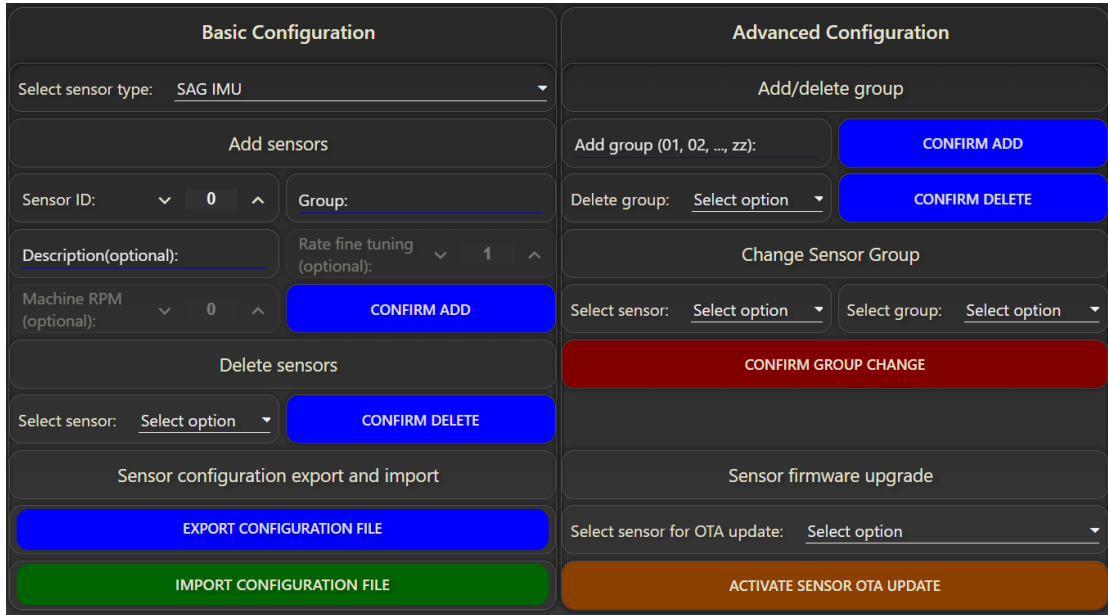 Basic Configuration
Select sensor type: SAG IMU
Add sensors
Sensor ID: 0
Group:
Description(optional):
Rate fine tuning
(optional): 1
Machine RPM
(optional): 0
CONFIRM ADD
Delete sensors
Select sensor: Select option
CONFIRM DELETE
Sensor configuration export and import
EXPORT CONFIGURATION FILE
IMPORT CONFIGURATION FILE
Advanced Configuration
Add/delete group
Add group (01, 02, ..., zz):
CONFIRM ADD
Delete group: Select option
CONFIRM DELETE
Change Sensor Group
Select sensor: Select option
Select group: Select option
CONFIRM GROUP CHANGE
Sensor firmware upgrade
Select sensor for OTA update: Select option
ACTIVATE SENSOR OTA UPDATE